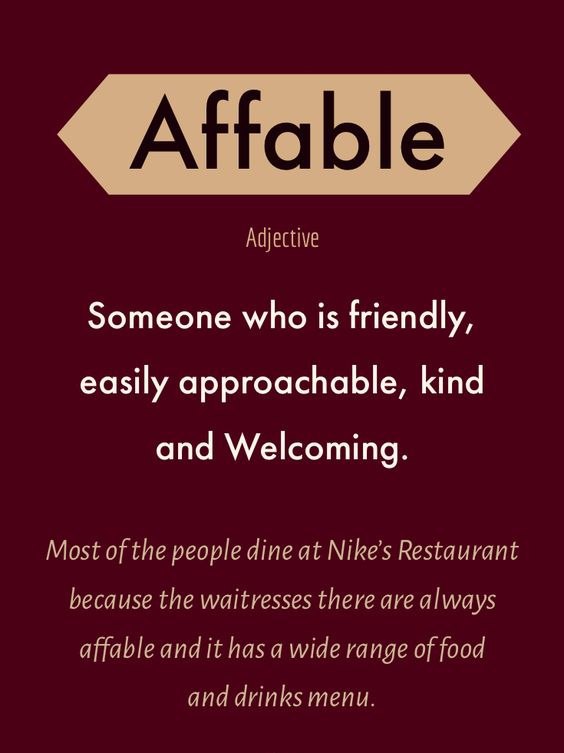 Affable
Adjective
Someone who is friendly,
easily approachable, kind
and Welcoming.
Most of the people dine at Nike's Restaurant
because the waitresses there are always
affable and it has a wide range of food
and drinks menu.